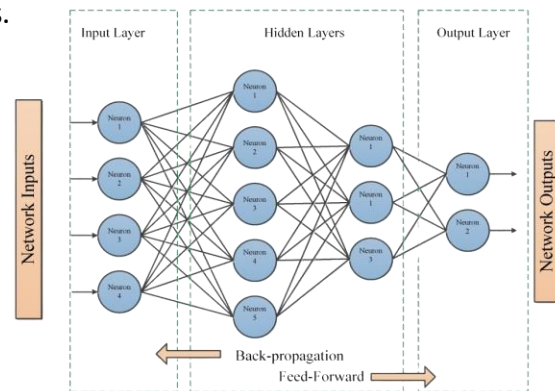 s.
Input Layer
Hidden Layers
Output Layer
Network Inputs
Neuron
1
Neuron
2
Neuron
3
Neuron
4
Neuron
1
Neuron
2
Neuron
3
Neuron
4
Neuron
5
Neuron
1
Neuron
1
Neuron
3
Neuron
1
Neuron
2
Network Outputs
Back-propagation
Feed-Forward